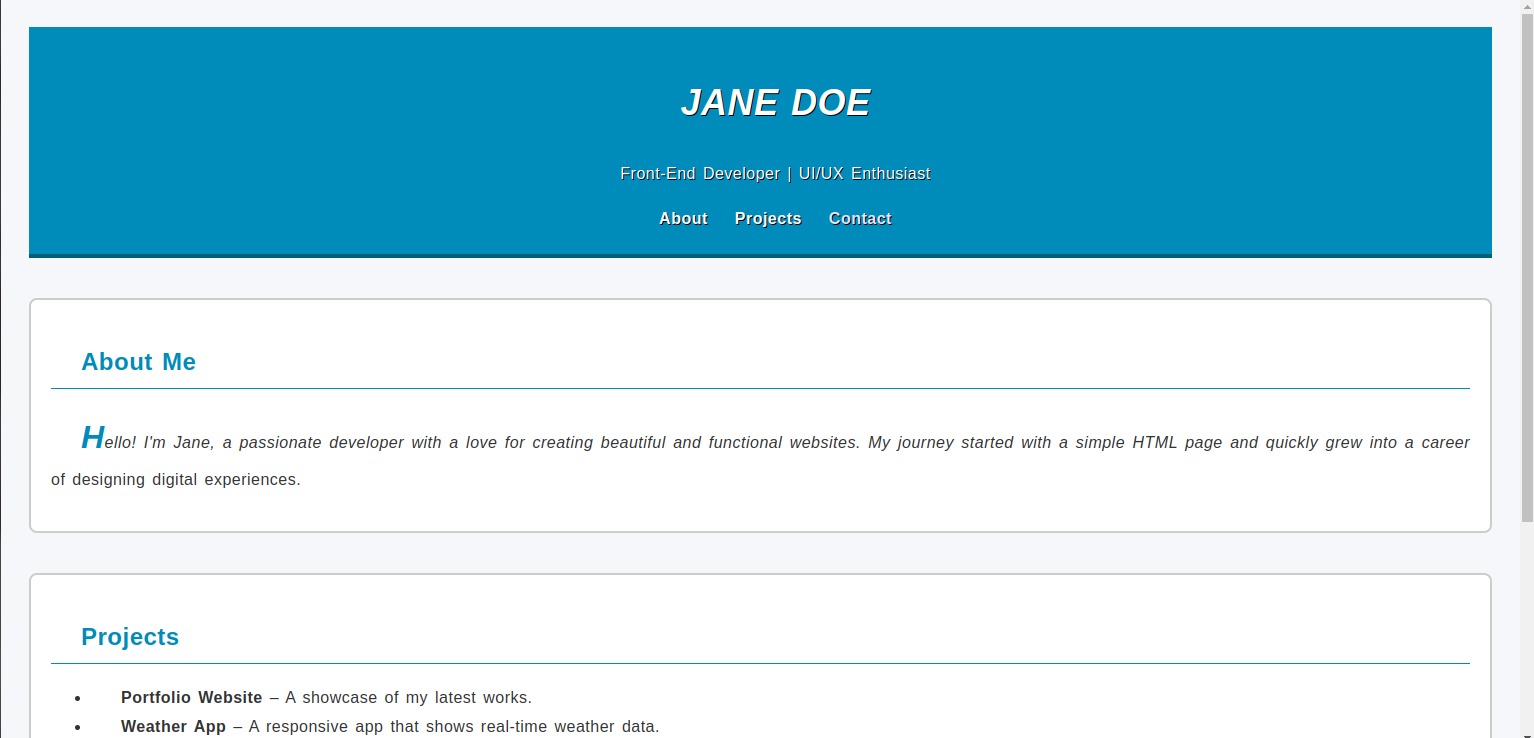 JANE DOE
Front-End Developer | UI/UX Enthusiast
About Projects Contact
About Me
Hello! I'm Jane, a passionate developer with a love for creating beautiful and functional websites. My journey started with a simple HTML page and quickly grew into a career
of designing digital experiences.
Projects
• Portfolio Website – A showcase of my latest works.
• Weather App – A responsive app that shows real-time weather data.